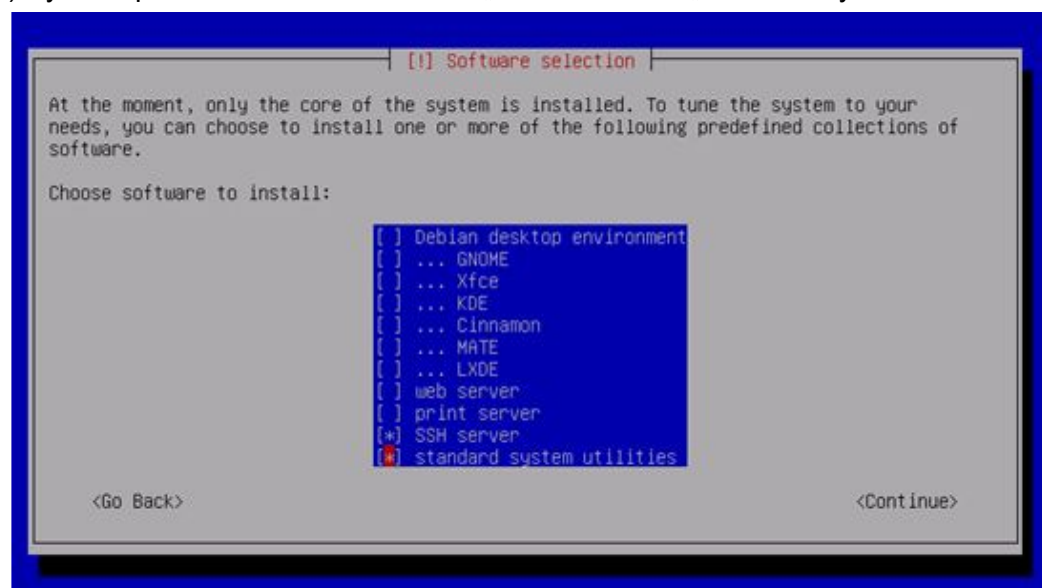 [!] Software selection
At the moment, only the core of the system is installed. To tune the system to your
needs, you can choose to install one or more of the following predefined collections of
software.
Choose software to install:
[ ] Debian desktop environment
[ ] ... GNOME
[ ] ... Xfce
[ ] ... KDE
[ ] ... Cinnamon
[ ] ... MATE
[ ] ... LXDE
[ ] web server
[ ] print server
[*] SSH server
[*] standard system utilities
<Go Back> <Continue>